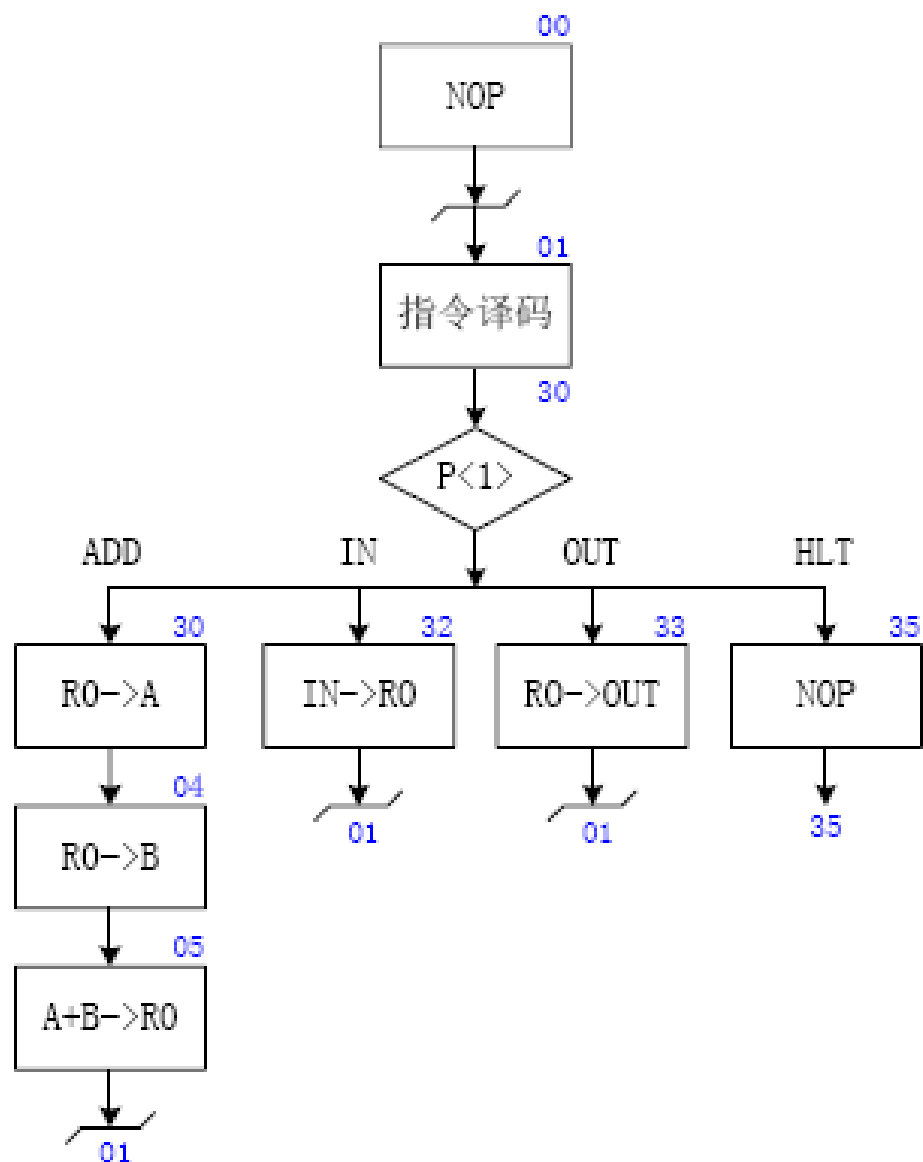 00
NOP
01
指令译码
30
P<1>
ADD IN OUT HLT
30 32 33 35
R0->A IN->R0 R0->OUT NOP
04
01 01 35
R0->B
05
A+B->R0
01